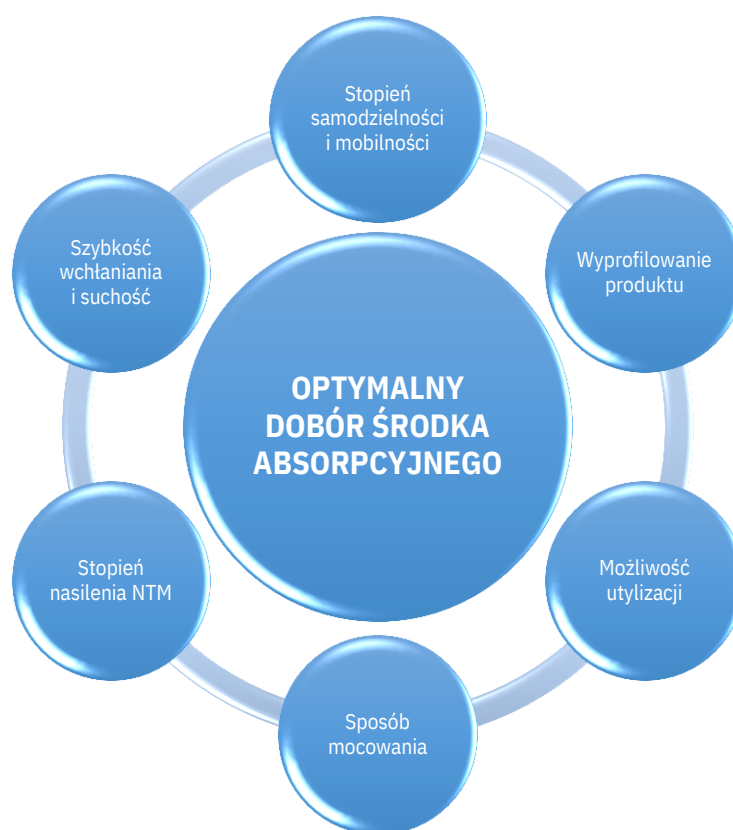 Stopień
samodzielności
i mobilności
Szybkość
wchłaniania
i suchość
Wyprofilowanie
produktu
OPTYMALNY
DOBÓR ŚRODKA
ABSORPCYJNEGO
Stopień
nasilenia NTM
Możliwość
utylizacji
Sposób
mocowania